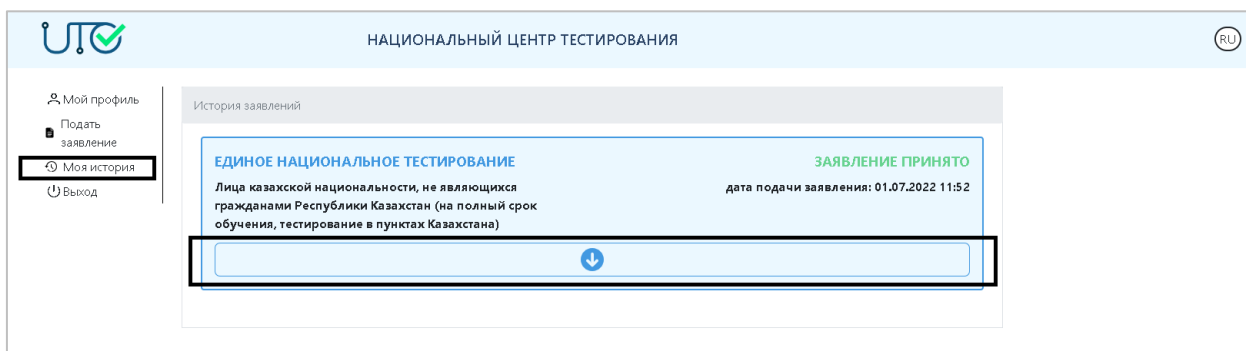 UTC
НАЦИОНАЛЬНЫЙ ЦЕНТР ТЕСТИРОВАНИЯ
RU
Мой профиль
Подать
заявление
Моя история
Выход
История заявлений
ЕДИНОЕ НАЦИОНАЛЬНОЕ ТЕСТИРОВАНИЕ
ЗАЯВЛЕНИЕ ПРИНЯТО
Лица казахской национальности, не являющихся
гражданами Республики Казахстан (на полный срок
обучения, тестирование в пунктах Казахстана)
дата подачи заявления: 01.07.2022 11:52